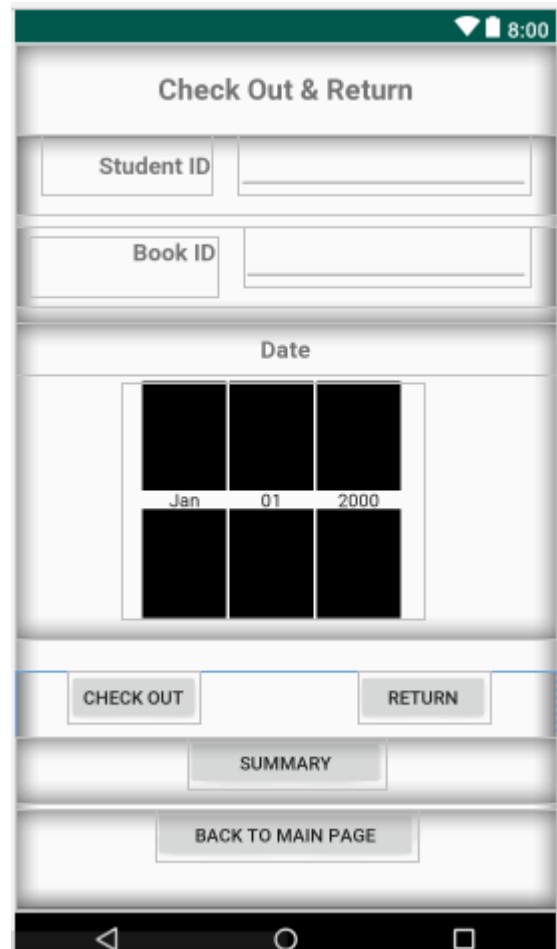 8:00
Check Out & Return
Student ID
Book ID
Date
Jan 01 2000
CHECK OUT RETURN
SUMMARY
BACK TO MAIN PAGE